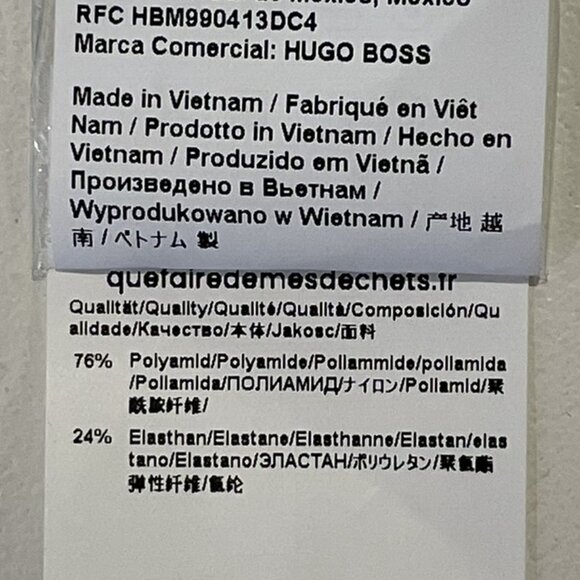 México, México
RFC HBM990413DC4
Marca Comercial: HUGO BOSS
Made in Vietnam / Fabriqué en Viêt
Nam / Prodotto in Vietnam / Hecho en
Vietnam / Produzido em Vietnã /
Произведено в Вьетнам /
Wyprodukowano w Wietnam / 产地 越
南 / ベトナム 製
quefairedemesdechets.fr
Qualität/Quality/Qualité/Qualità/Composición/Qu
alidade/Качество/本体/Jakosc/面料
76% Polyamid/Polyamide/Poliammide/poliamida
/Poliamida/ПОЛИАМИД/ナイロン/Poliamid/聚
酰胺纤维/
24% Elasthan/Elastane/Elasthanne/Elastan/elas
tano/Elastano/ЭЛАСТАН/ポリウレタン/聚氨酯
弹性纤维/氨纶